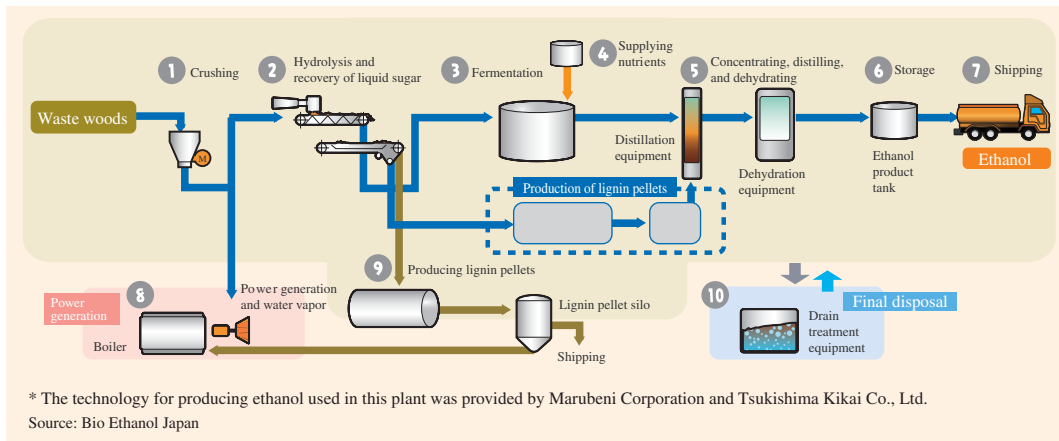 1 Crushing
2 Hydrolysis and
recovery of liquid sugar
3 Fermentation
4 Supplying
nutrients
5 Concentrating, distilling,
and dehydrating
6 Storage
7 Shipping
Waste woods
M
Distillation
equipment
Dehydration
equipment
Ethanol
product
tank
Ethanol
Production of lignin pellets
8
Power
generation
Power generation
and water vapor
Boiler
9 Producing lignin pellets
Lignin pellet silo
Shipping
10
Final disposal
Drain
treatment
equipment
* The technology for producing ethanol used in this plant was provided by Marubeni Corporation and Tsukishima Kikai Co., Ltd.
Source: Bio Ethanol Japan